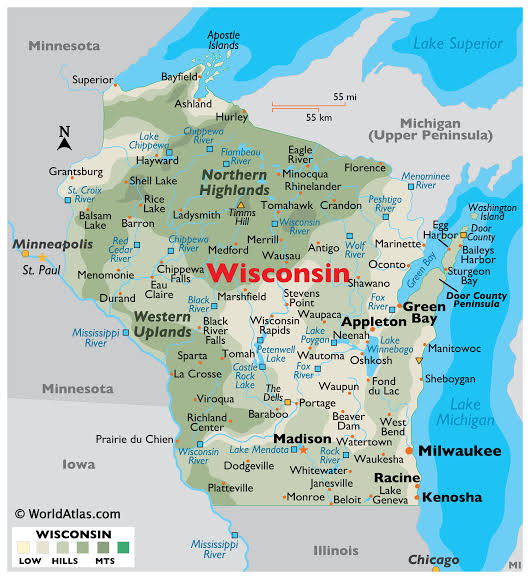 Apostle
Islands
Minnesota
Lake Superior
Superior
Bayfield
Ashland
Hurley
55 mi
55 km
Michigan
(Upper Peninsula)
N
Lake
Chippewa
Chippewa
River
Flambeau
River
Hayward
Eagle
River
Minocqua
Rhinelander
Florence
Menominee
River
Grantsburg
St. Croix
River
Shell Lake
Northern
Highlands
Rice
Lake
Timms
Hill
Tomahawk
Crandon
Peshtigo
River
Washington
Island
Balsam
Lake
Barron
Ladysmith
Wisconsin
River
Egg
Harbor
Door
County
Minneapolis
St. Paul
Red
Cedar
River
Chippewa
River
Medford
Merrill
Wausau
Antigo
Wolf
River
Marinette
Baileys
Harbor
Oconto
Green Bay
Sturgeon
Bay
Menomonie
Chippewa
Falls
Wisconsin
Shawano
Door County
Peninsula
Durand
Eau
Claire
Marshfield
Stevens
Point
Fox
River
Green
Bay
Black
River
Western
Uplands
Waupaca
Appleton
Mississippi
River
Black
River
Falls
Wisconsin
Rapids
Lake
Poygan
Neenah
Lake
Winnebago
Manitowoc
Petenwell
Lake
Wautoma
Oshkosh
Sparta
Tomah
Castle
Rock
Lake
Fox
River
Sheboygan
Minnesota
La Crosse
The
Dells
Waupun
Fond
du Lac
Lake
Michigan
Viroqua
Portage
Baraboo
Richland
Center
Beaver
Dam
West
Bend
Prairie du Chien
Madison
Watertown
Milwaukee
Wisconsin
River
Lake Mendota
Rock
River
Waukesha
Iowa
Dodgeville
Whitewater
Racine
Platteville
Janesville
Lake
Geneva
Monroe
Beloit
Kenosha
© WorldAtlas.com
WISCONSIN
LOW HILLS MTS
Mississippi
River
Illinois
Chicago
MI